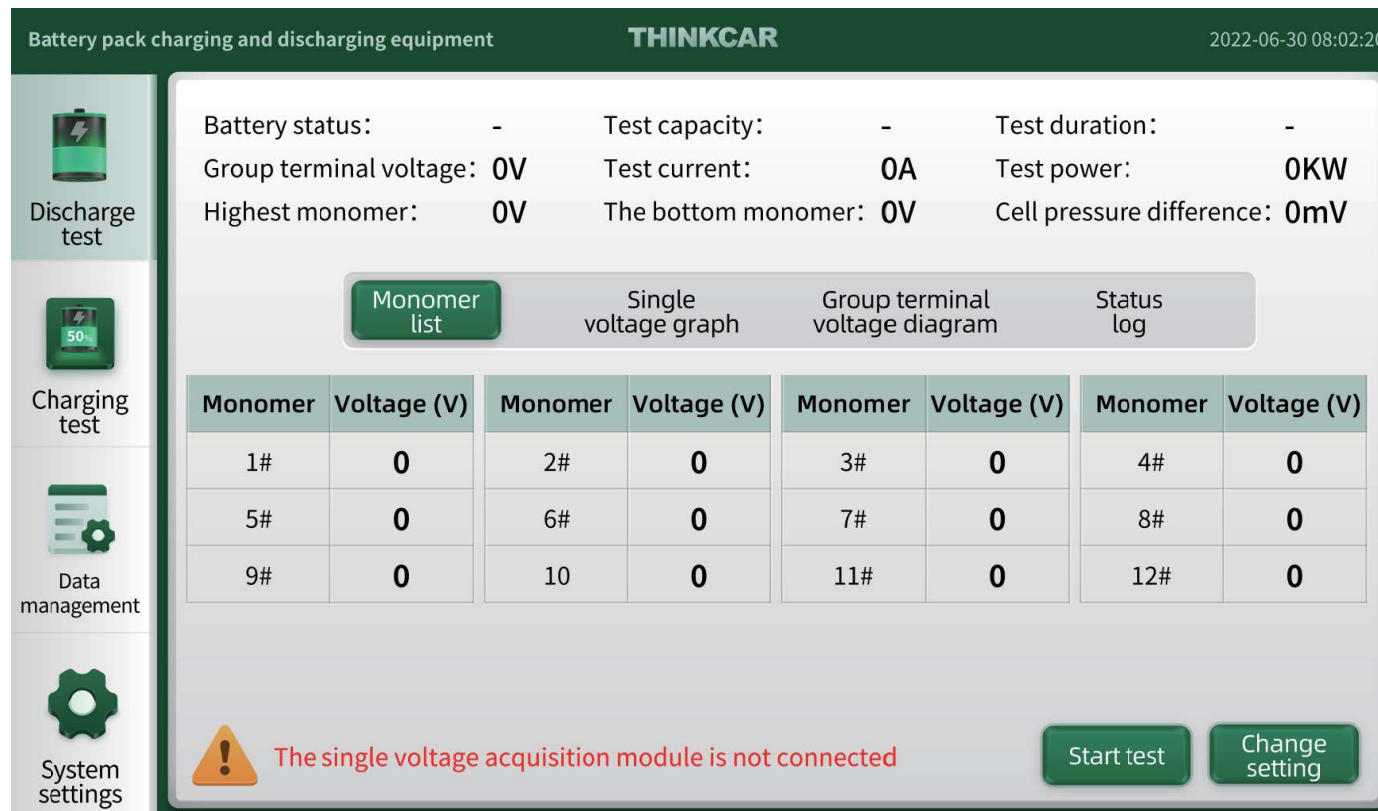 Battery pack charging and discharging equipment THINKCAR 2022-06-30 08:02:20
Discharge
test
50%
Charging
test
Data
management
System
settings
Battery status: - Test capacity: - Test duration: -
Group terminal voltage: 0V Test current: 0A Test power: 0KW
Highest monomer: 0V The bottom monomer: 0V Cell pressure difference: 0mV
Monomer
list
Single
voltage graph
Group terminal
voltage diagram
Status
log
Monomer Voltage (V) Monomer Voltage (V) Monomer Voltage (V) Monomer Voltage (V)
1# 0 2# 0 3# 0 4# 0
5# 0 6# 0 7# 0 8# 0
9# 0 10 0 11# 0 12# 0
The single voltage acquisition module is not connected
Start test
Change
setting